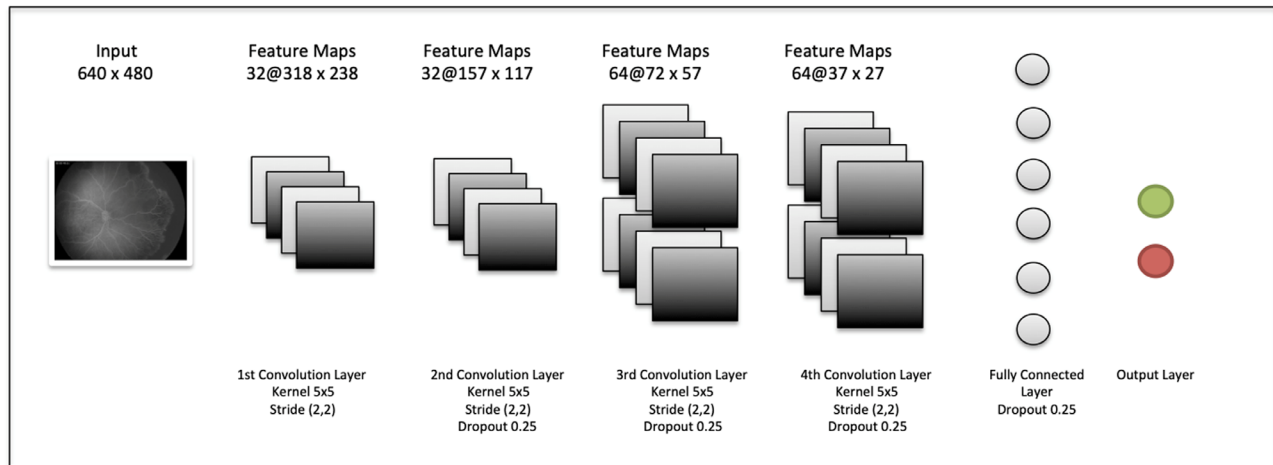 Input
640 x 480
Feature Maps
32@318 x 238
Feature Maps
32@157 x 117
Feature Maps
64@72 x 57
Feature Maps
64@37 x 27
1st Convolution Layer
Kernel 5x5
Stride (2,2)
2nd Convolution Layer
Kernel 5x5
Stride (2,2)
Dropout 0.25
3rd Convolution Layer
Kernel 5x5
Stride (2,2)
Dropout 0.25
4th Convolution Layer
Kernel 5x5
Stride (2,2)
Dropout 0.25
Fully Connected
Layer
Dropout 0.25
Output Layer